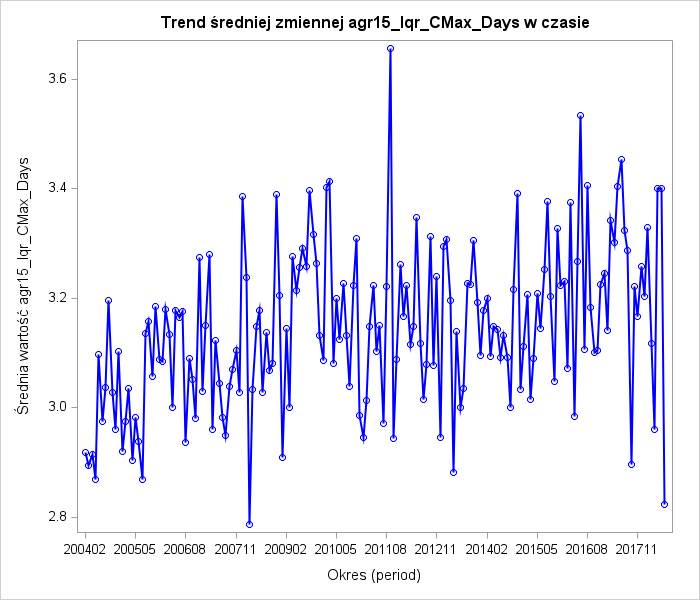 Trend średniej zmiennej agr15_Iqr_CMax_Days w czasie
Średnia wartość agr15_Iqr_CMax_Days
3.6
3.4
3.2
3.0
2.8
200402 200505 200608 200711 200902 201005 201108 201211 201402 201505 201608 201711
Okres (period)